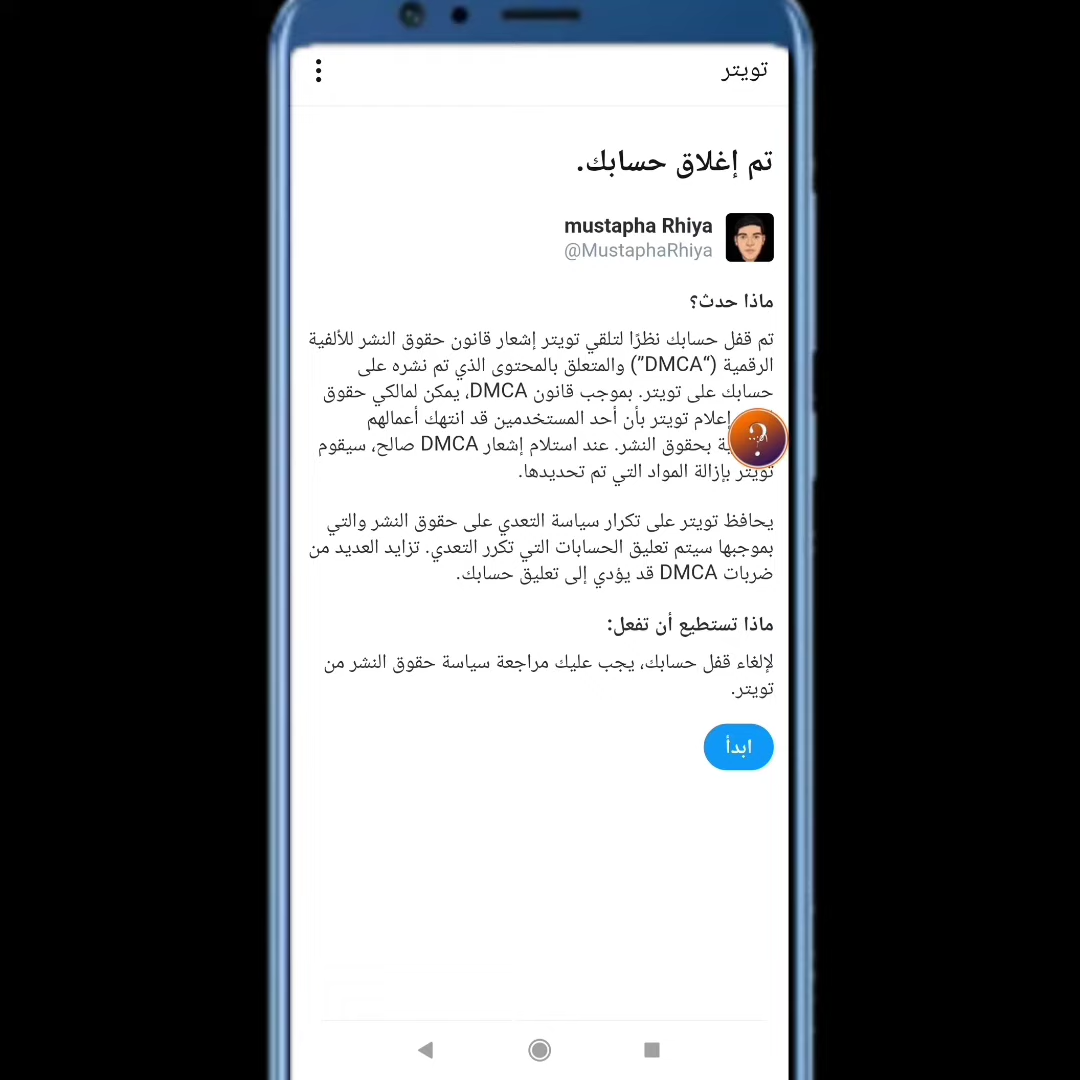 تويتر
تم إغلاق حسابك.
mustapha Rhiya
@MustaphaRhiya
ماذا حدث؟
تم قفل حسابك نظرًا لتلقي تويتر إشعار قانون حقوق النشر للألفية
الرقمية (“DMCA”) والمتعلق بالمحتوى الذي تم نشره على
حسابك على تويتر. بموجب قانون DMCA، يمكن لمالكي حقوق
إعلام تويتر بأن أحد المستخدمين قد انتهك أعمالهم
بحقوق النشر. عند استلام إشعار DMCA صالح، سيقوم
تويتر بإزالة المواد التي تم تحديدها.
يحافظ تويتر على تكرار سياسة التعدي على حقوق النشر والتي
بموجبها سيتم تعليق الحسابات التي تكرر التعدي. تزايد العديد من
ضربات DMCA قد يؤدي إلى تعليق حسابك.
ماذا تستطيع أن تفعل:
لإلغاء قفل حسابك، يجب عليك مراجعة سياسة حقوق النشر من
تويتر.
ابدأ